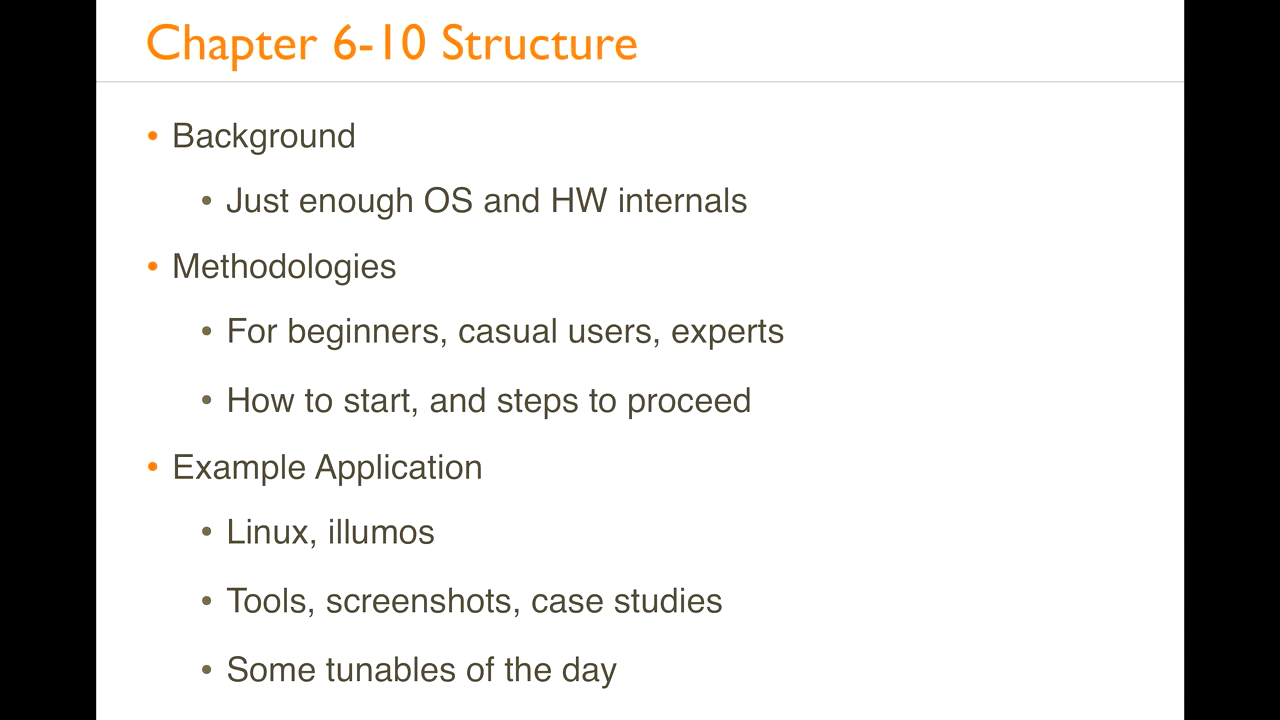 Chapter 6-10 Structure
• Background
• Just enough OS and HW internals
• Methodologies
• For beginners, casual users, experts
• How to start, and steps to proceed
• Example Application
• Linux, illumos
• Tools, screenshots, case studies
• Some tunables of the day